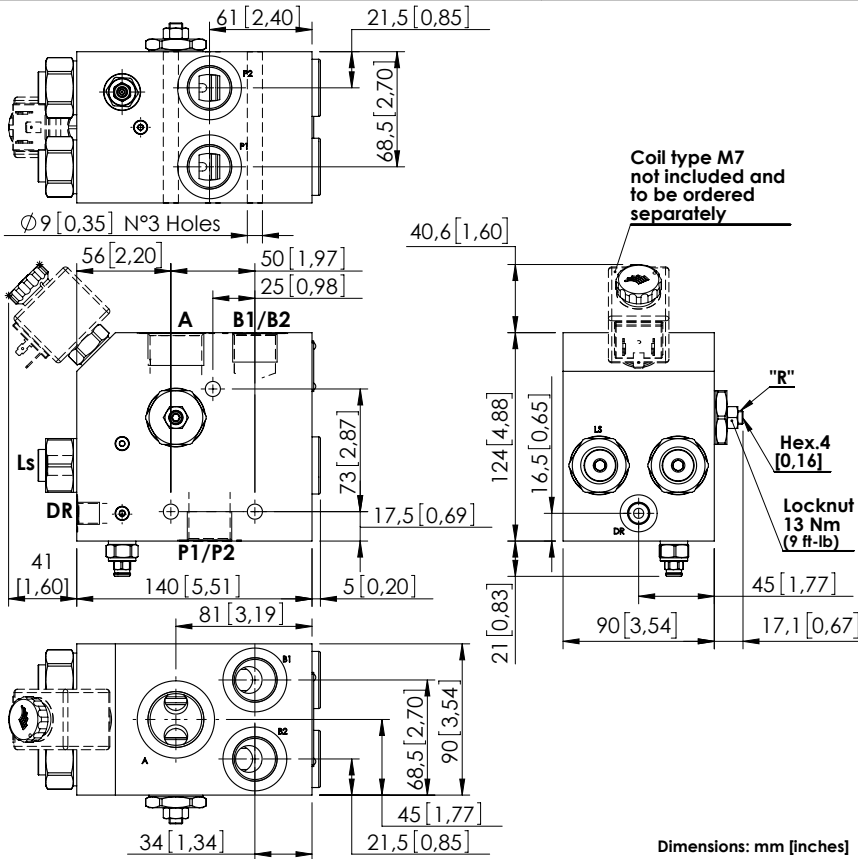 61[2,40]
21,5[0,85]
P2
P1
68,5[2,70]
Ø9[0,35] N°3 Holes
56[2,20]
50[1,97]
25[0,98]
A
B1/B2
Ls
DR
P1/P2
73[2,87]
17,5[0,69]
41
[1,60]
140[5,51]
5[0,20]
Coil type M7
not included and
to be ordered
separately
40,6[1,60]
124[4,88]
16,5[0,65]
LS
DR
"R"
Hex.4
[0,16]
Locknut
13 Nm
(9 ft-lb)
21[0,83]
45[1,77]
90[3,54]
17,1[0,67]
81[3,19]
B1
B2
A
68,5[2,70]
90[3,54]
45[1,77]
34[1,34]
21,5[0,85]
Dimensions: mm [inches]